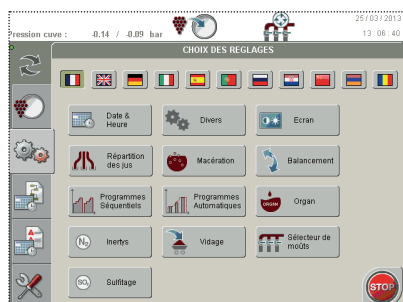 25/03/2013
Pression cuve : -0.14 / -0.09 bar
13:06:40
CHOIX DES REGLAGES
Date &
Heure
Divers
Ecran
Répartition
des jus
Macération
Balancement
Programmes
Séquentiels
Programmes
Automatiques
ORGAN
Organ
N2
Inertys
Vidage
Sélecteur de
moûts
SO2
Sulfitage
STOP